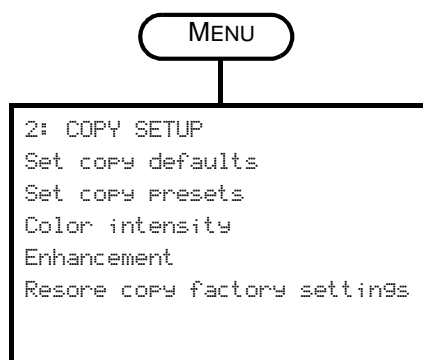 MENU
2: COPY SETUP
Set copy defaults
Set copy presets
Color intensity
Enhancement
Resore copy factory settings